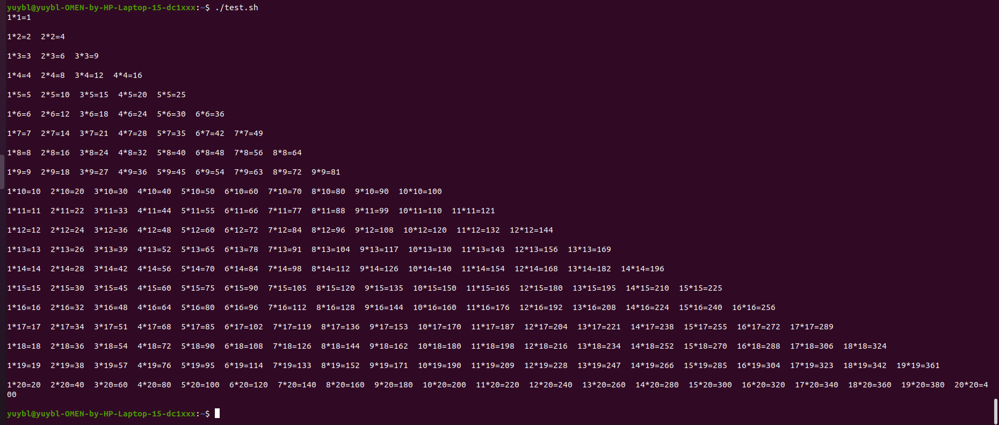 yuybl@yuybl-OMEN-by-HP-Laptop-15-dc1xxx:~$ ./test.sh
1*1=1
1*2=2  2*2=4
1*3=3  2*3=6  3*3=9
1*4=4  2*4=8  3*4=12  4*4=16
1*5=5  2*5=10  3*5=15  4*5=20  5*5=25
1*6=6  2*6=12  3*6=18  4*6=24  5*6=30  6*6=36
1*7=7  2*7=14  3*7=21  4*7=28  5*7=35  6*7=42  7*7=49
1*8=8  2*8=16  3*8=24  4*8=32  5*8=40  6*8=48  7*8=56  8*8=64
1*9=9  2*9=18  3*9=27  4*9=36  5*9=45  6*9=54  7*9=63  8*9=72  9*9=81
1*10=10  2*10=20  3*10=30  4*10=40  5*10=50  6*10=60  7*10=70  8*10=80  9*10=90  10*10=100
1*11=11  2*11=22  3*11=33  4*11=44  5*11=55  6*11=66  7*11=77  8*11=88  9*11=99  10*11=110  11*11=121
1*12=12  2*12=24  3*12=36  4*12=48  5*12=60  6*12=72  7*12=84  8*12=96  9*12=108  10*12=120  11*12=132  12*12=144
1*13=13  2*13=26  3*13=39  4*13=52  5*13=65  6*13=78  7*13=91  8*13=104  9*13=117  10*13=130  11*13=143  12*13=156  13*13=169
1*14=14  2*14=28  3*14=42  4*14=56  5*14=70  6*14=84  7*14=98  8*14=112  9*14=126  10*14=140  11*14=154  12*14=168  13*14=182  14*14=196
1*15=15  2*15=30  3*15=45  4*15=60  5*15=75  6*15=90  7*15=105  8*15=120  9*15=135  10*15=150  11*15=165  12*15=180  13*15=195  14*15=210  15*15=225
1*16=16  2*16=32  3*16=48  4*16=64  5*16=80  6*16=96  7*16=112  8*16=128  9*16=144  10*16=160  11*16=176  12*16=192  13*16=208  14*16=224  15*16=240  16*16=256
1*17=17  2*17=34  3*17=51  4*17=68  5*17=85  6*17=102  7*17=119  8*17=136  9*17=153  10*17=170  11*17=187  12*17=204  13*17=221  14*17=238  15*17=255  16*17=272  17*17=289
1*18=18  2*18=36  3*18=54  4*18=72  5*18=90  6*18=108  7*18=126  8*18=144  9*18=162  10*18=180  11*18=198  12*18=216  13*18=234  14*18=252  15*18=270  16*18=288  17*18=306  18*18=324
1*19=19  2*19=38  3*19=57  4*19=76  5*19=95  6*19=114  7*19=133  8*19=152  9*19=171  10*19=190  11*19=209  12*19=228  13*19=247  14*19=266  15*19=285  16*19=304  17*19=323  18*19=342  19*19=361
1*20=20  2*20=40  3*20=60  4*20=80  5*20=100  6*20=120  7*20=140  8*20=160  9*20=180  10*20=200  11*20=220  12*20=240  13*20=260  14*20=280  15*20=300  16*20=320  17*20=340  18*20=360  19*20=380  20*20=4
00
yuybl@yuybl-OMEN-by-HP-Laptop-15-dc1xxx:~$